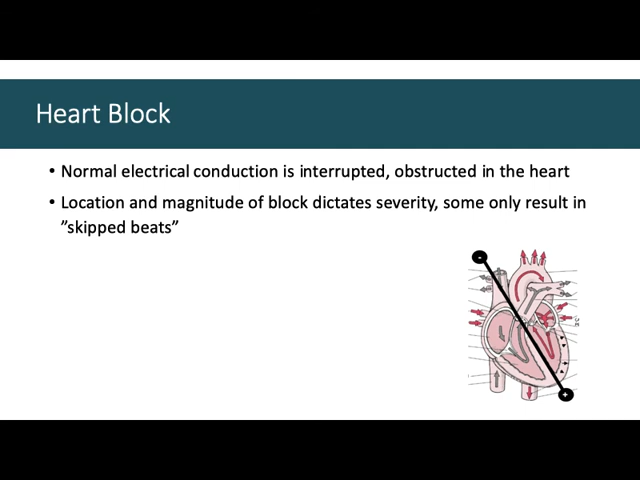 Heart Block
• Normal electrical conduction is interrupted, obstructed in the heart
• Location and magnitude of block dictates severity, some only result in
”skipped beats”
-
+